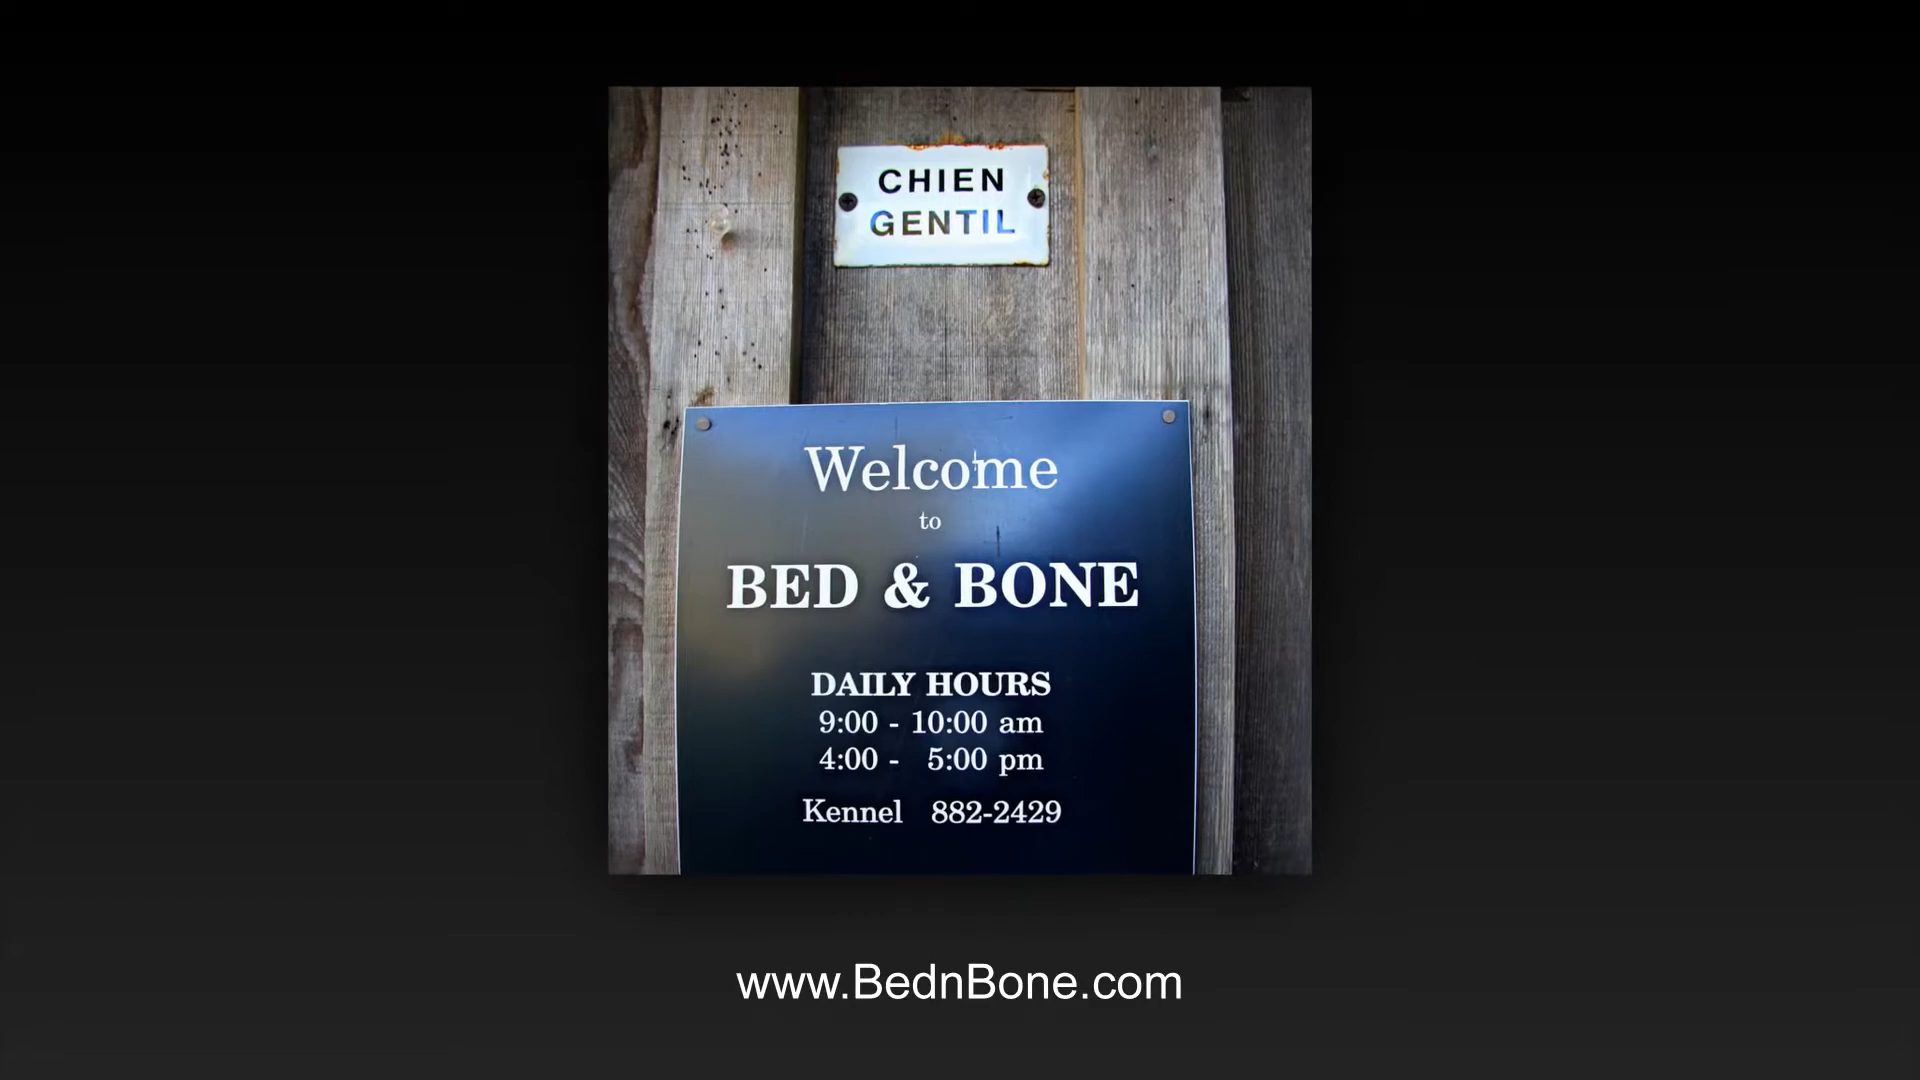 CHIEN
GENTIL
Welcome
to
BED & BONE
DAILY HOURS
9:00 - 10:00 am
4:00 - 5:00 pm
Kennel 882-2429
www.BednBone.com